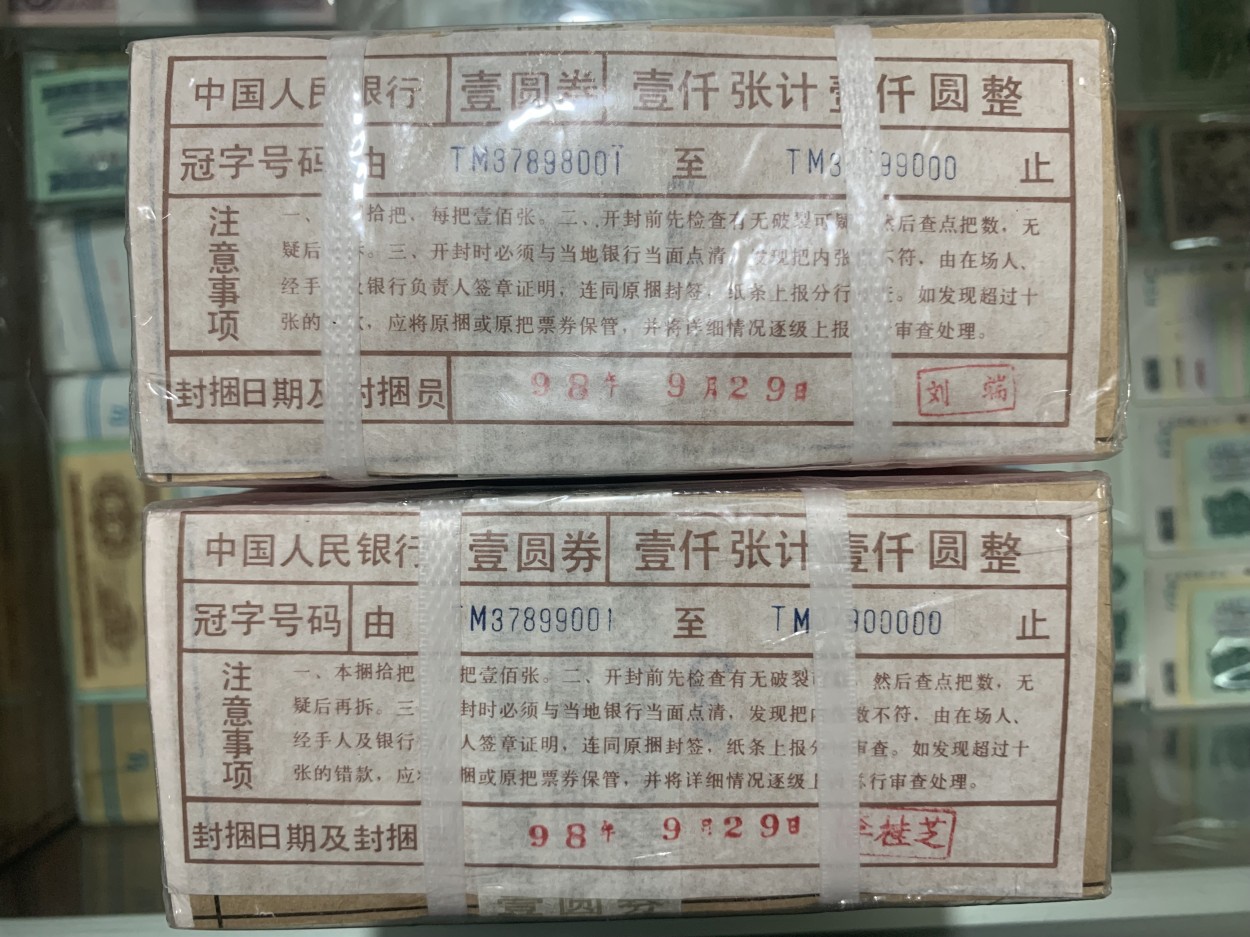 中国人民银行 壹圆券 壹仟张计壹仟圆整
冠字号码 由 TM37898001 至 TM3 99000 止
注意事项
一、 拾把，每把壹佰张。二、开封前先检查有无破裂可疑 然后查点把数，无
疑后 拆。三、开封时必须与当地银行当面点清 发现把内张 不符，由在场人、
经手 及银行负责人签章证明，连同原捆封签，纸条上报分行 查。如发现超过十
张的 款，应将原捆或原把票券保管，并将详细情况逐级上报 审查处理。
封捆日期及封捆员 98年 9月29日 刘 端
中国人民银行 壹圆券 壹仟张计 壹仟圆整
冠字号码 由 M37899001 至 TM 900000 止
注意事项
一、本捆拾把 把壹佰张。二、开封前先检查有无破裂 ，然后查点把数，无
疑后再拆。三 封时必须与当地银行当面点清，发现把内 数不符，由在场人、
经手人及银行 人签章证明，连同原捆封签，纸条上报分 审查。如发现超过十
张的错款，应将 捆或原把票券保管，并将详细情况逐级上 行审查处理。
封捆日期及封捆 98年 9月29日 桂芝
壹圆券